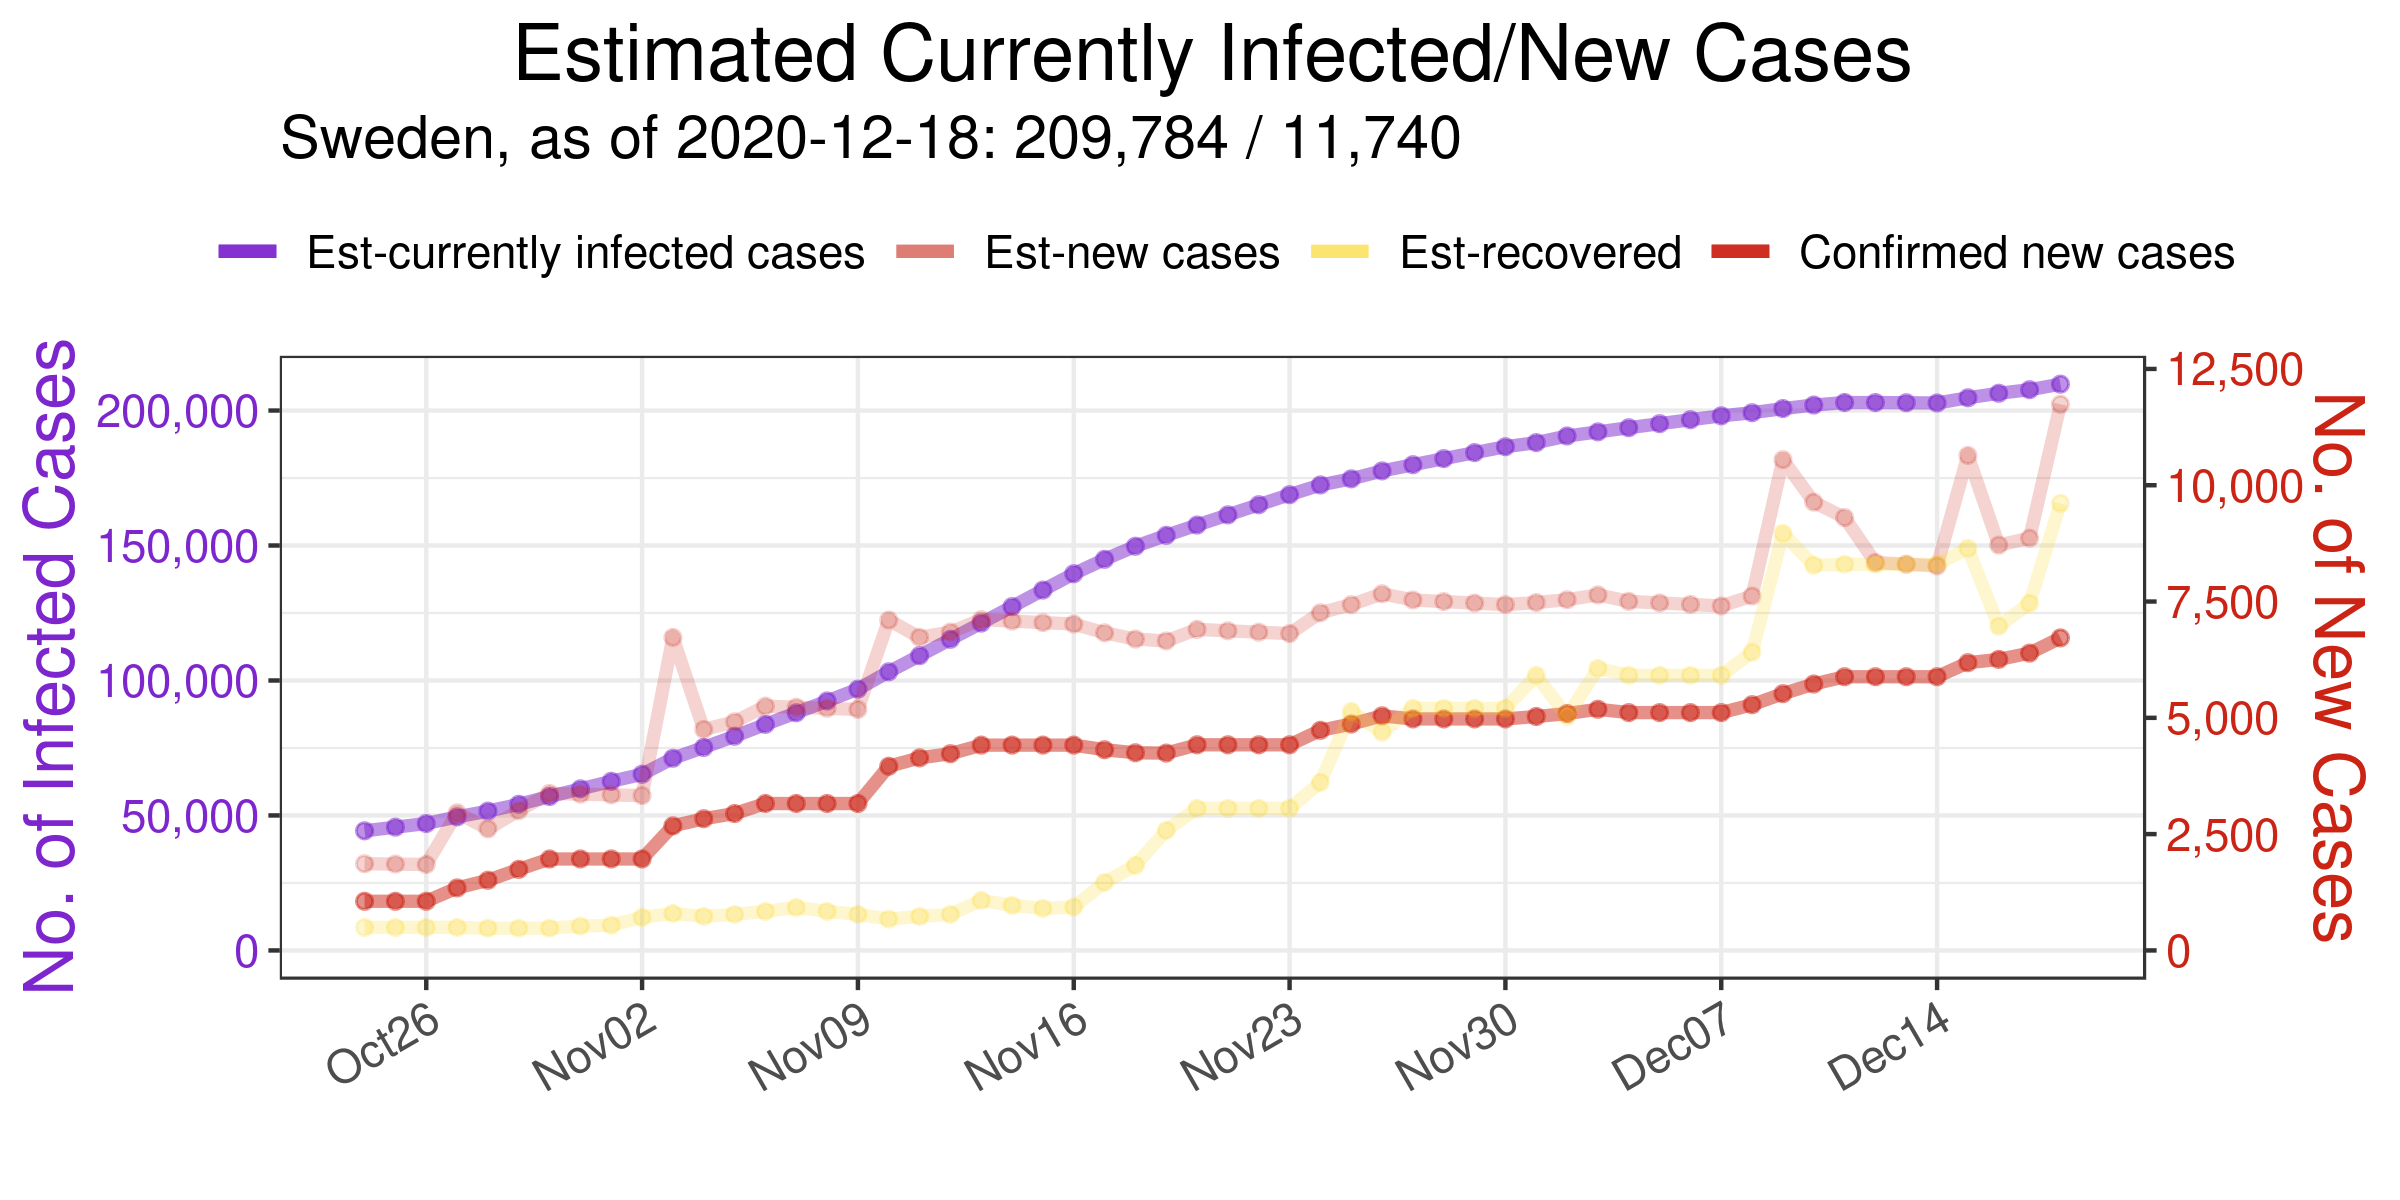 Estimated Currently Infected/New Cases
Sweden, as of 2020-12-18: 209,784 / 11,740
Est-currently infected cases Est-new cases Est-recovered Confirmed new cases
No. of Infected Cases
200,000
150,000
100,000
50,000
0
12,500
10,000
7,500
5,000
2,500
0
No. of New Cases
Oct26 Nov02 Nov09 Nov16 Nov23 Nov30 Dec07 Dec14